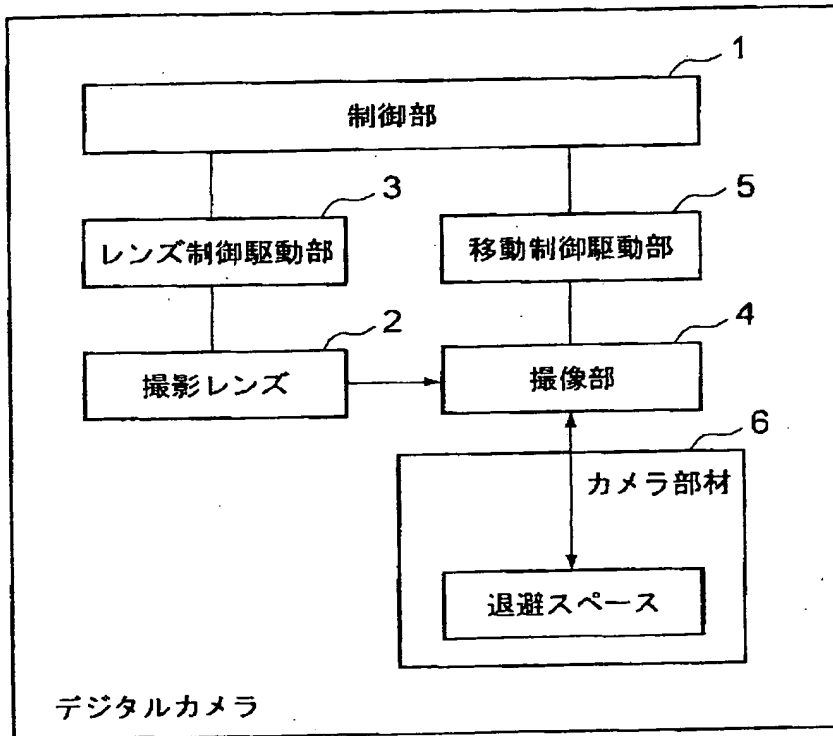 1
制御部
3
レンズ制御駆動部
5
移動制御駆動部
2
撮影レンズ
4
撮像部
6
カメラ部材
退避スペース
デジタルカメラ